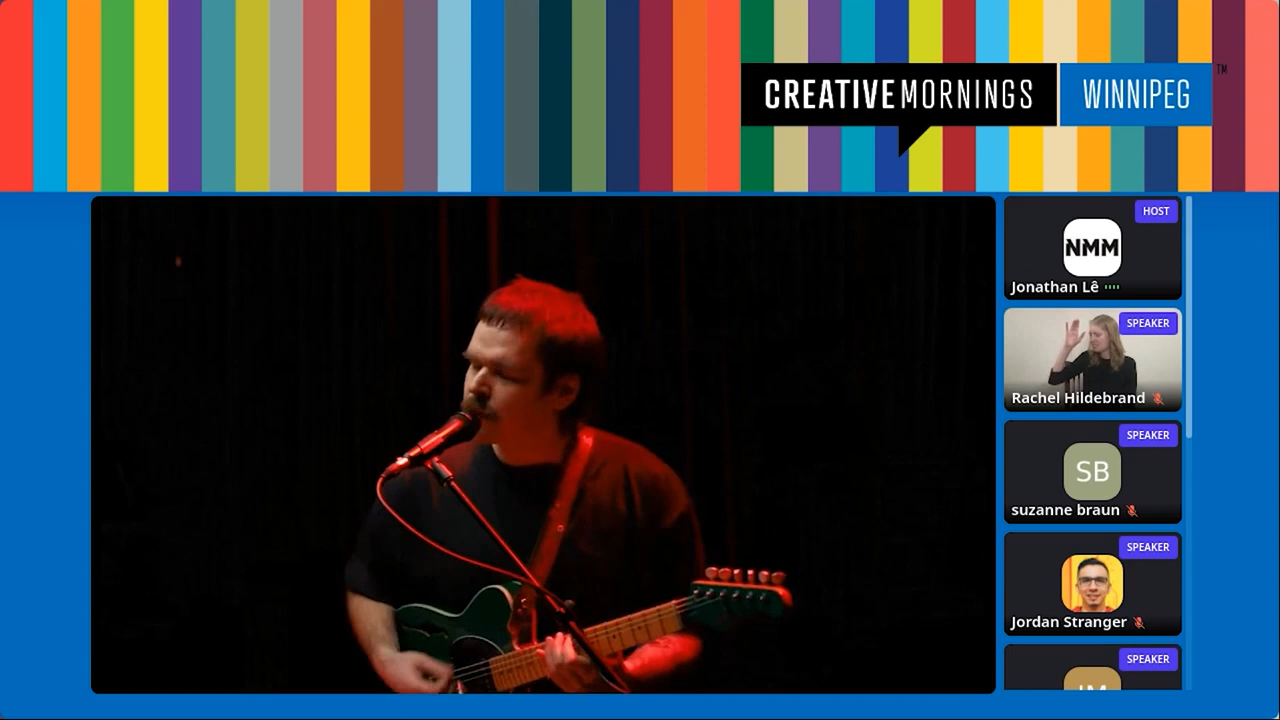 CREATIVEMORNINGS WINNIPEG ™
HOST
NMM
Jonathan Lê
SPEAKER
Rachel Hildebrand
SPEAKER
SB
suzanne braun
SPEAKER
Jordan Stranger
SPEAKER